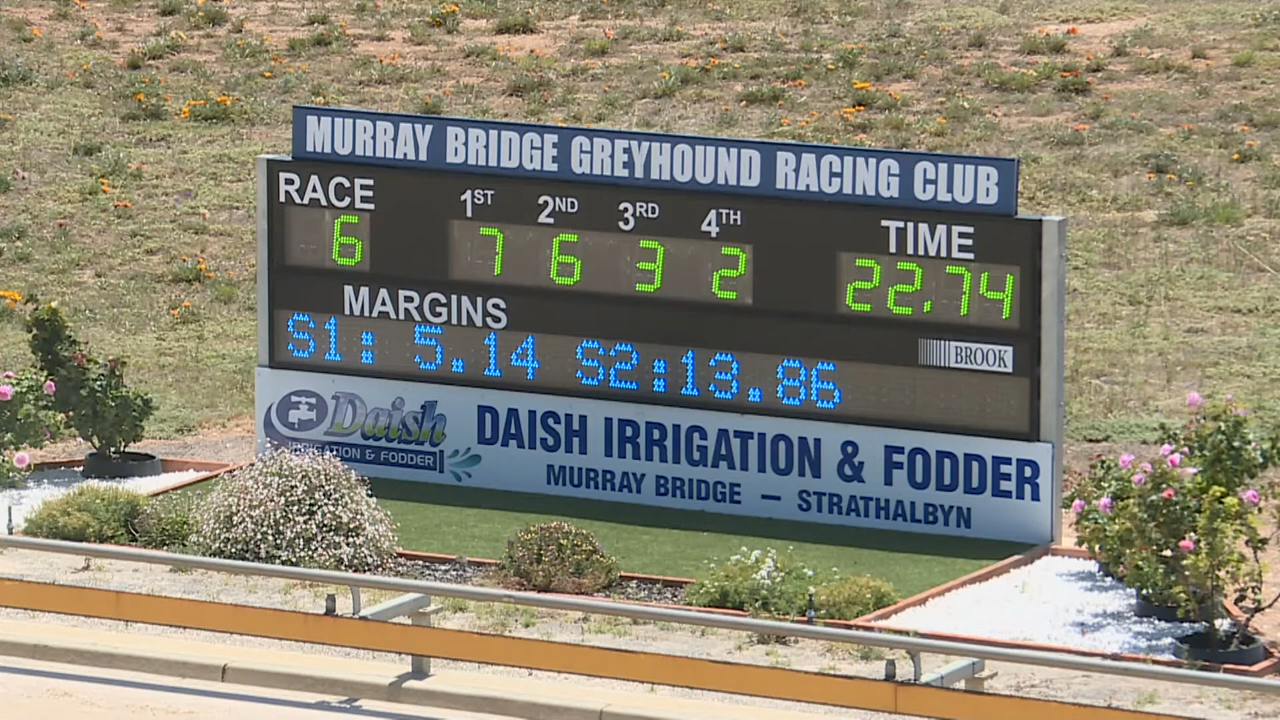 MURRAY BRIDGE GREYHOUND RACING CLUB
RACE 1ST 2ND 3RD 4TH TIME
6 7 6 3 2 22.74
MARGINS
BROOK
S1: 5.14 S2:13.86
Daish
IRRIGATION & FODDER
DAISH IRRIGATION & FODDER
MURRAY BRIDGE – STRATHALBYN